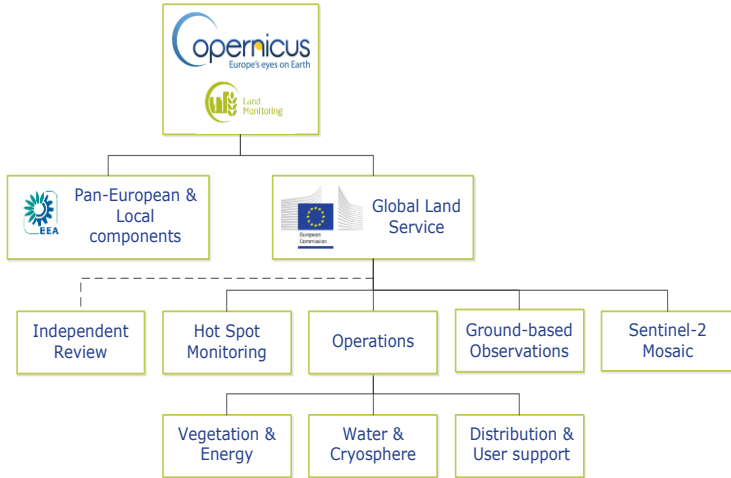 Copernicus
Europe's eyes on Earth
Land
Monitoring
EEA
Pan-European &
Local
components
European
Commission
Global Land
Service
Independent
Review
Hot Spot
Monitoring
Operations
Ground-based
Observations
Sentinel-2
Mosaic
Vegetation &
Energy
Water &
Cryosphere
Distribution &
User support